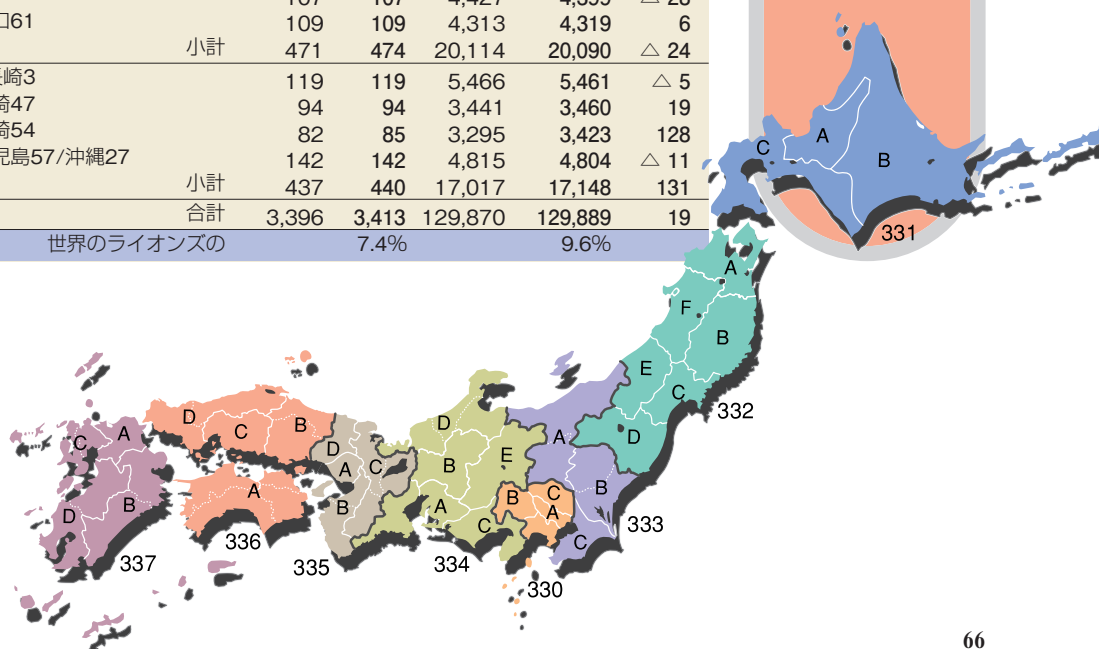 口61 109 109 4,313 4,319 6
小計 471 474 20,114 20,090 △ 24
崎3 119 119 5,466 5,461 △ 5
崎47 94 94 3,441 3,460 19
崎54 82 85 3,295 3,423 128
児島57/沖縄27 142 142 4,815 4,804 △ 11
小計 437 440 17,017 17,148 131
合計 3,396 3,413 129,870 129,889 19
世界のライオンズの 7.4% 9.6%
A
C
B
331
A
F
B
E
C
332
D
D
C
B
A
D
A
C
B
D
B
E
A
C
A
B
C
333
B
C
A
330
334
335
A
336
C
A
B
D
337
66